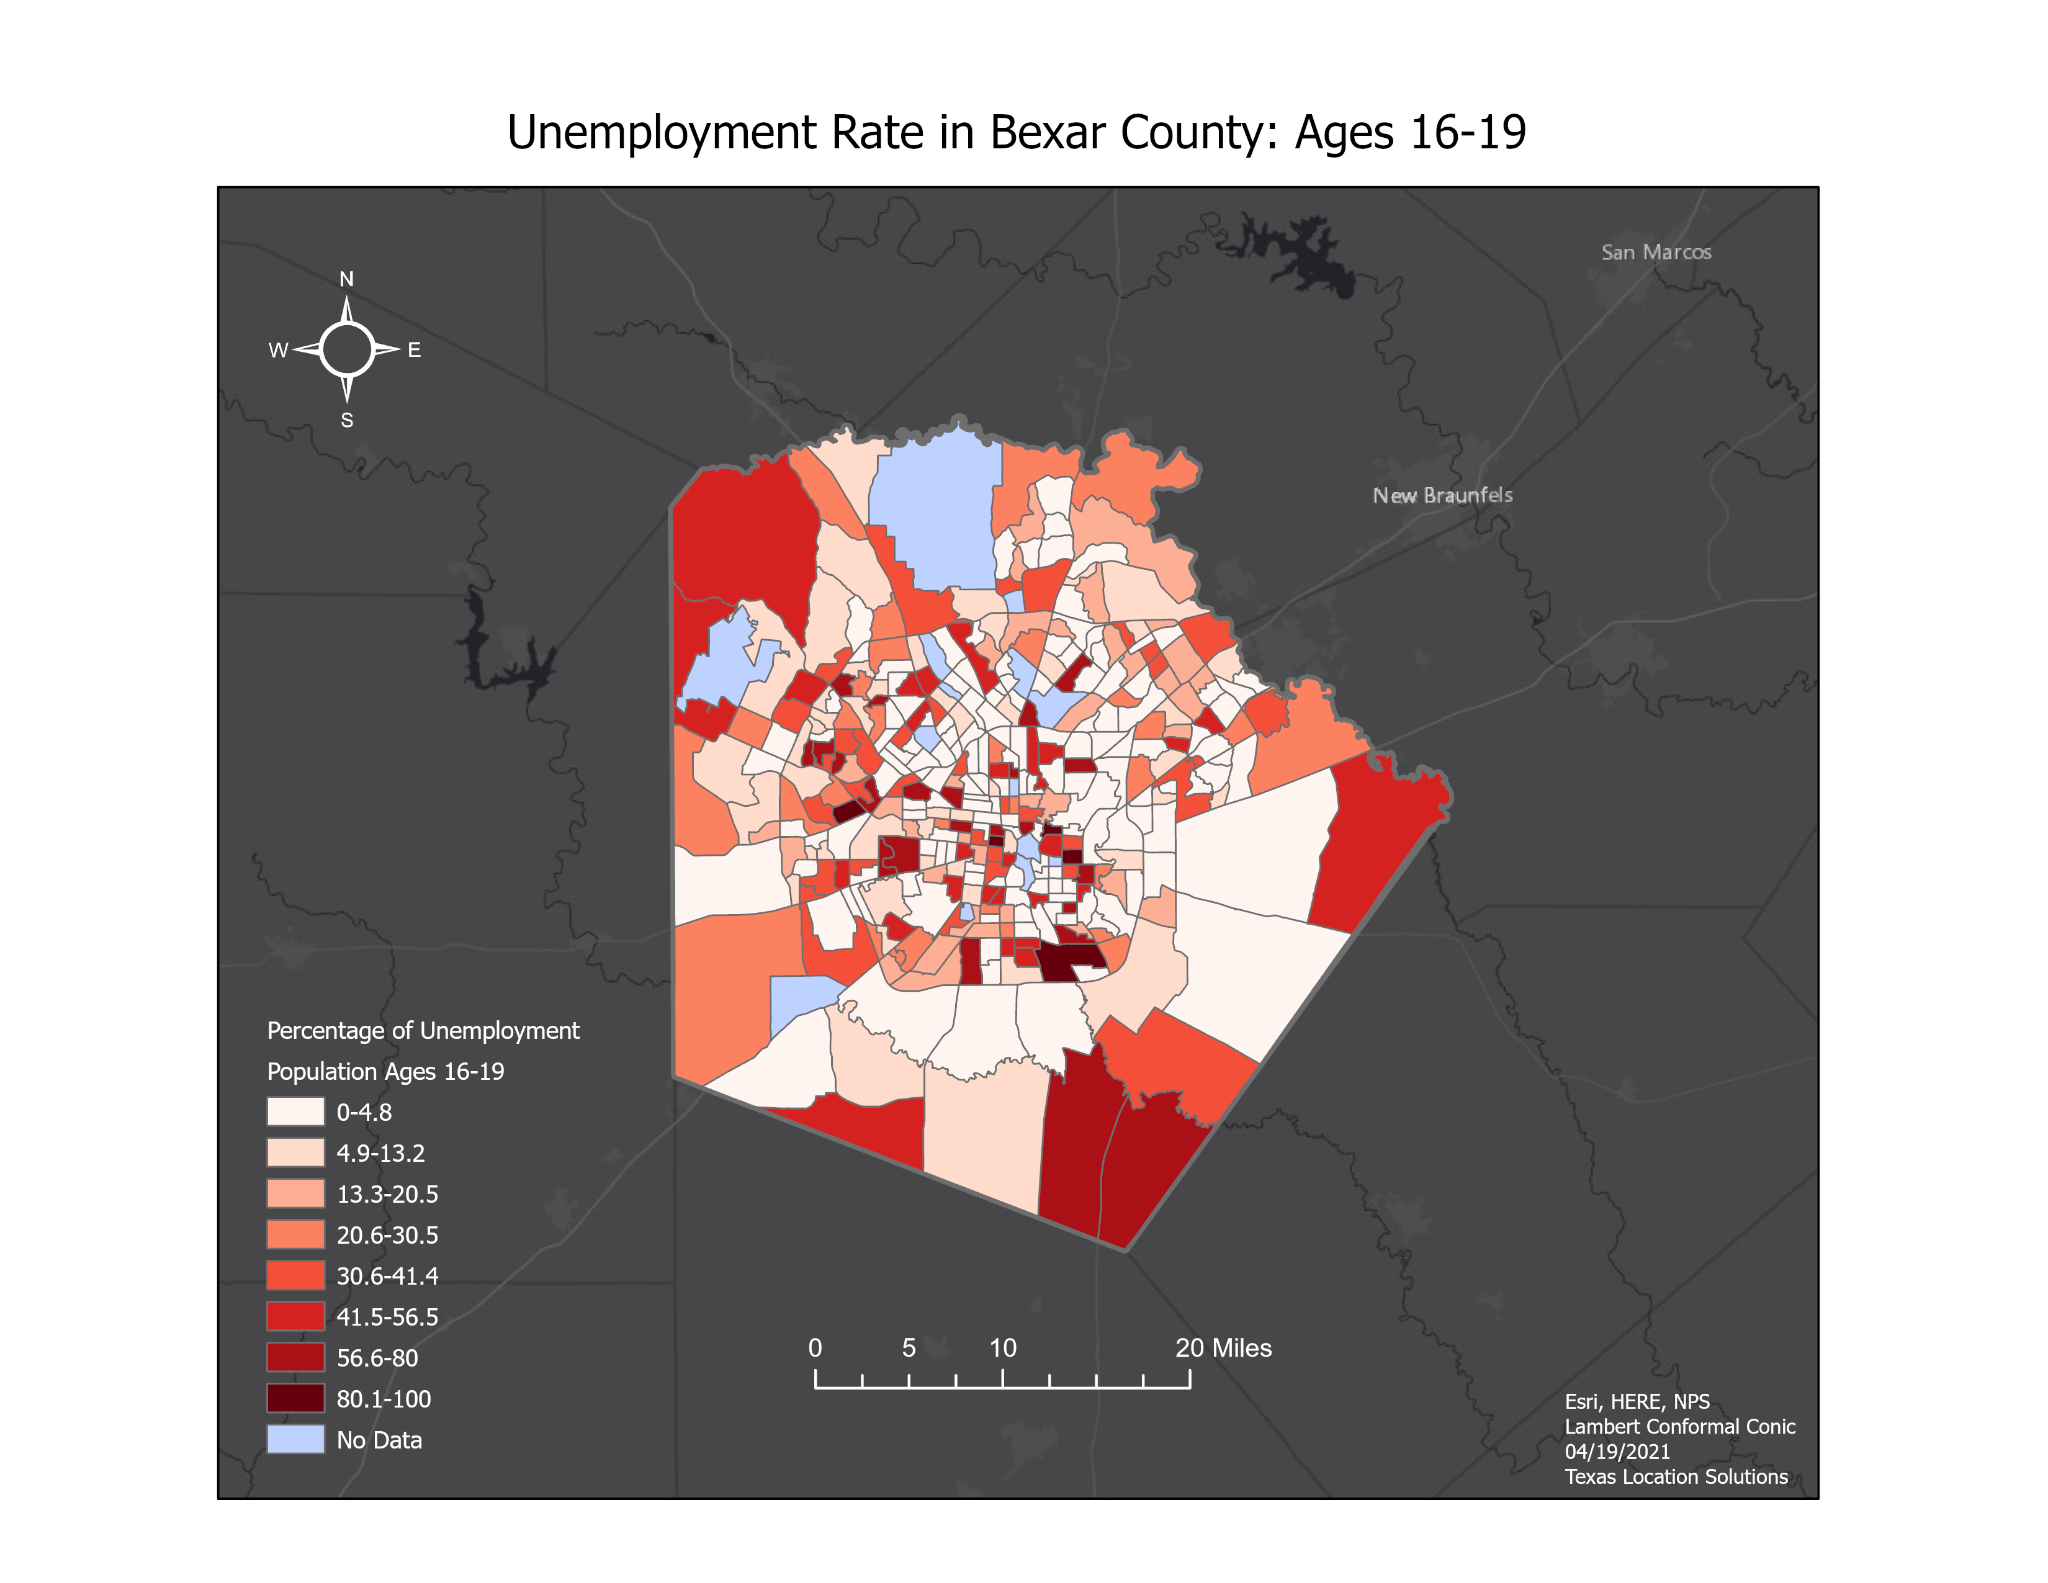 Unemployment Rate in Bexar County: Ages 16-19
San Marcos
N
W E
S
New Braunfels
Percentage of Unemployment
Population Ages 16-19
0-4.8
4.9-13.2
13.3-20.5
20.6-30.5
30.6-41.4
41.5-56.5
56.6-80
80.1-100
No Data
0 5 10 20 Miles
Esri, HERE, NPS
Lambert Conformal Conic
04/19/2021
Texas Location Solutions